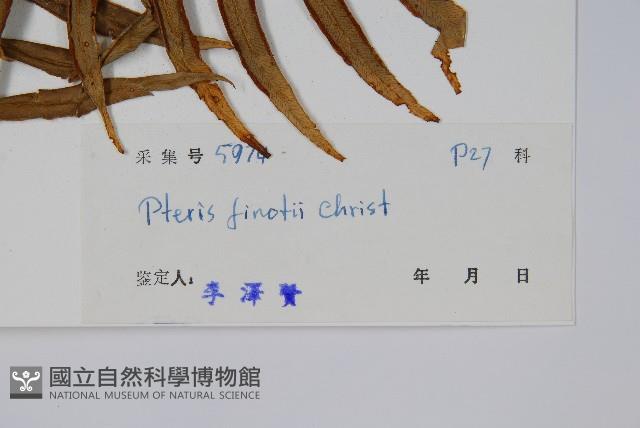 采集号 5974 P27 科
Pteris finotii Christ
鉴定人: 李澤賢 年 月 日
國立自然科學博物館
NATIONAL MUSEUM OF NATURAL SCIENCE